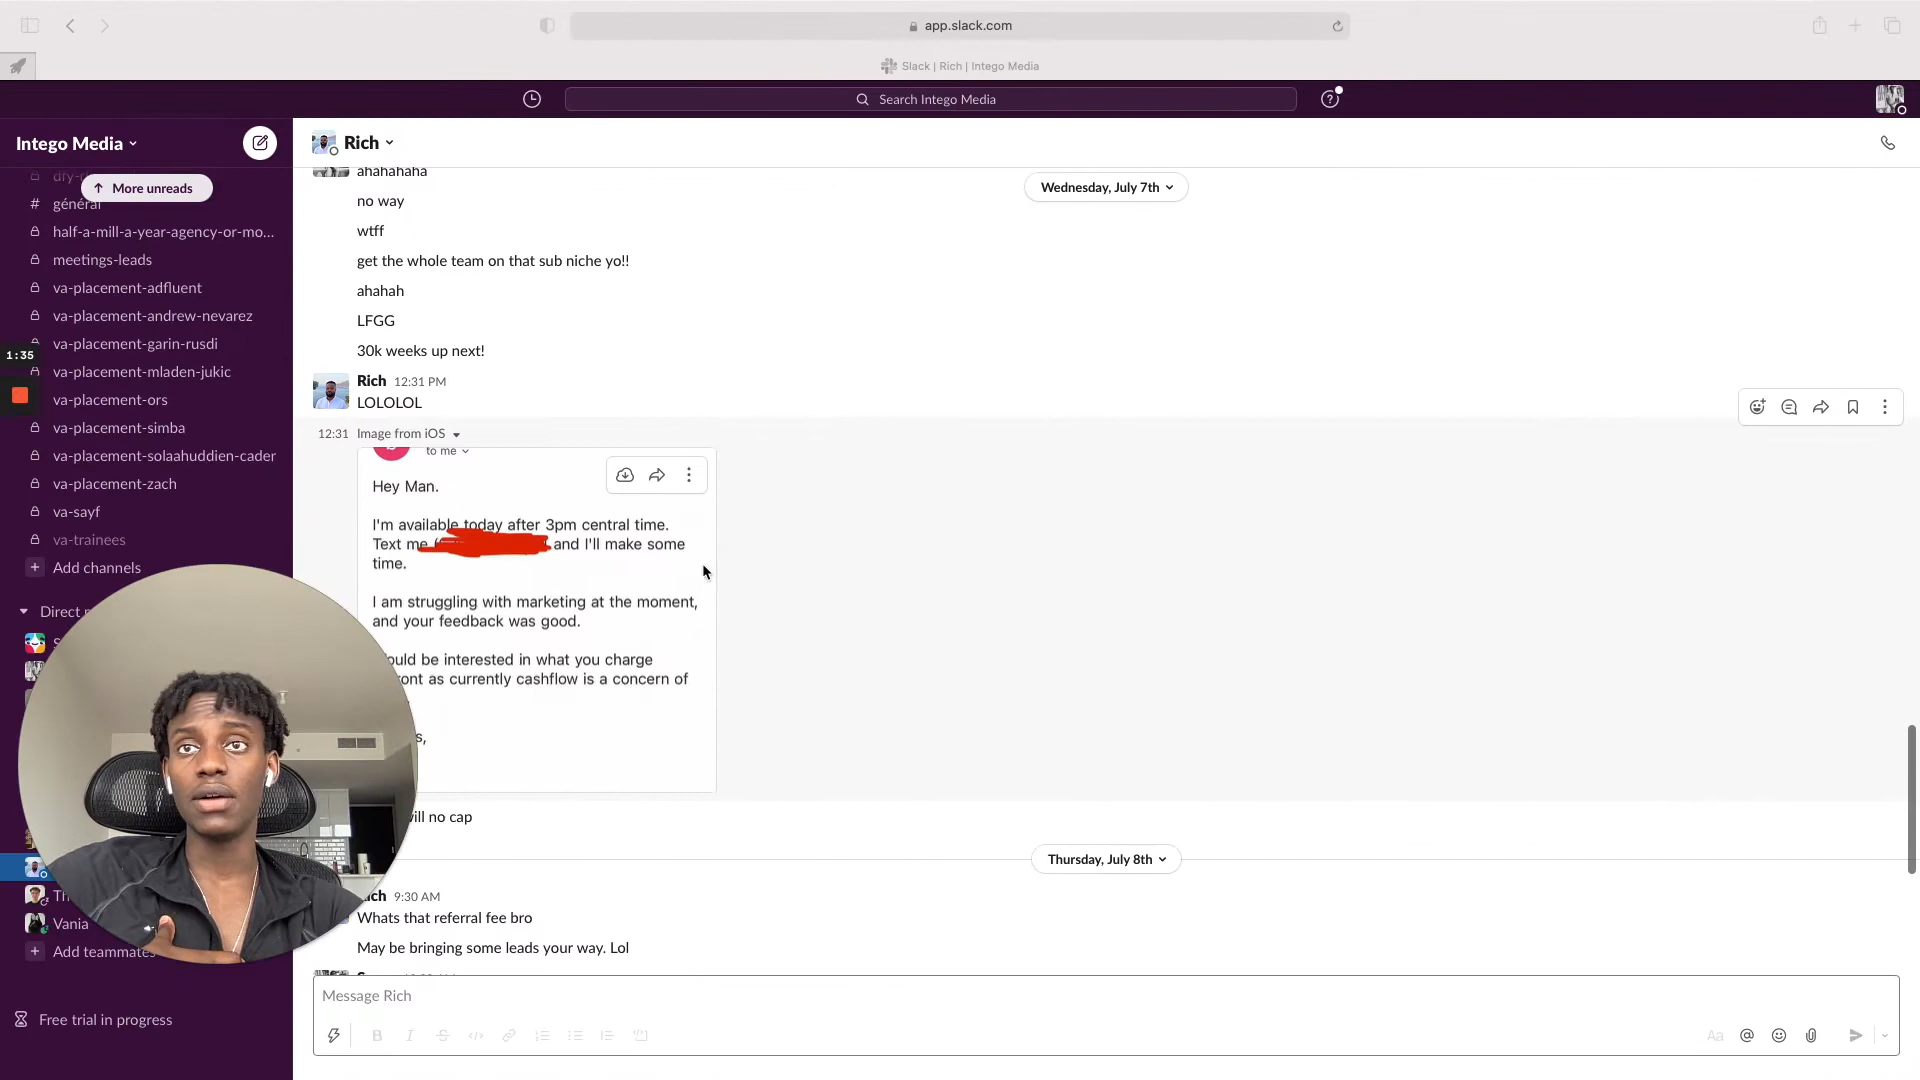 app.slack.com
Slack | Rich | Intego Media
Search Intego Media
Intego Media
More unreads
général
half-a-mill-a-year-agency-or-mo...
meetings-leads
va-placement-adfluent
va-placement-andrew-nevarez
va-placement-garin-rusdi
1:35
va-placement-mladen-jukic
va-placement-ors
va-placement-simba
va-placement-solaahuddien-cader
va-placement-zach
va-sayf
va-trainees
Add channels
Direct
Vania
Add teammates
Free trial in progress
Rich
ahahahaha
Wednesday, July 7th
no way
wtff
get the whole team on that sub niche yo!!
ahahah
LFGG
30k weeks up next!
Rich 12:31 PM
LOLOLOL
12:31 Image from iOS
to me
Hey Man.
I'm available today after 3pm central time.
Text me and I'll make some
time.
I am struggling with marketing at the moment,
and your feedback was good.
be interested in what you charge
as currently cashflow is a concern of
no cap
Thursday, July 8th
9:30 AM
Whats that referral fee bro
May be bringing some leads your way. Lol
Message Rich
Aa